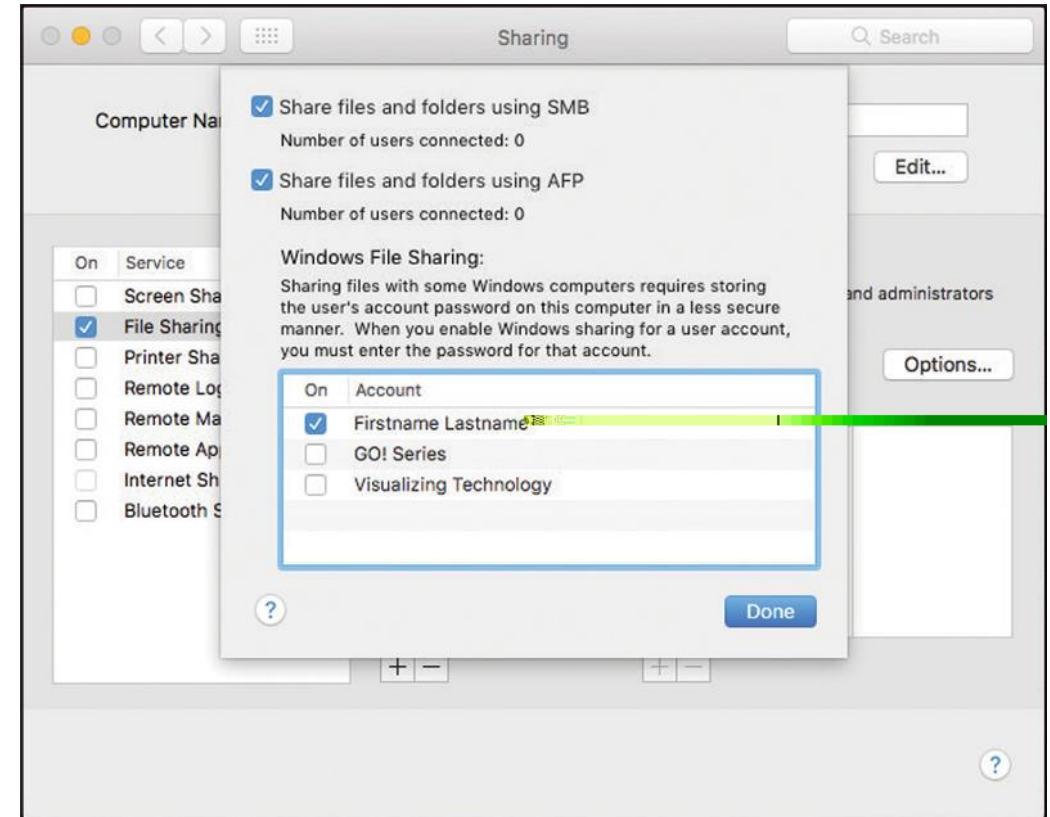 Sharing
Search
Share files and folders using SMB
Number of users connected: 0
Share files and folders using AFP
Number of users connected: 0
Computer Nai
Edit...
Windows File Sharing:
Sharing files with some Windows computers requires storing
the user's account password on this computer in a less secure
manner. When you enable Windows sharing for a user account,
you must enter the password for that account.
On Service
Screen Sha
File Sharing
Printer Sha
Remote Log
Remote Ma
Remote Ap
Internet Sh
Bluetooth S
and administrators
Options...
On Account
Firstname Lastname
GO! Series
Visualizing Technology
?
Done
+ −
+ −
?